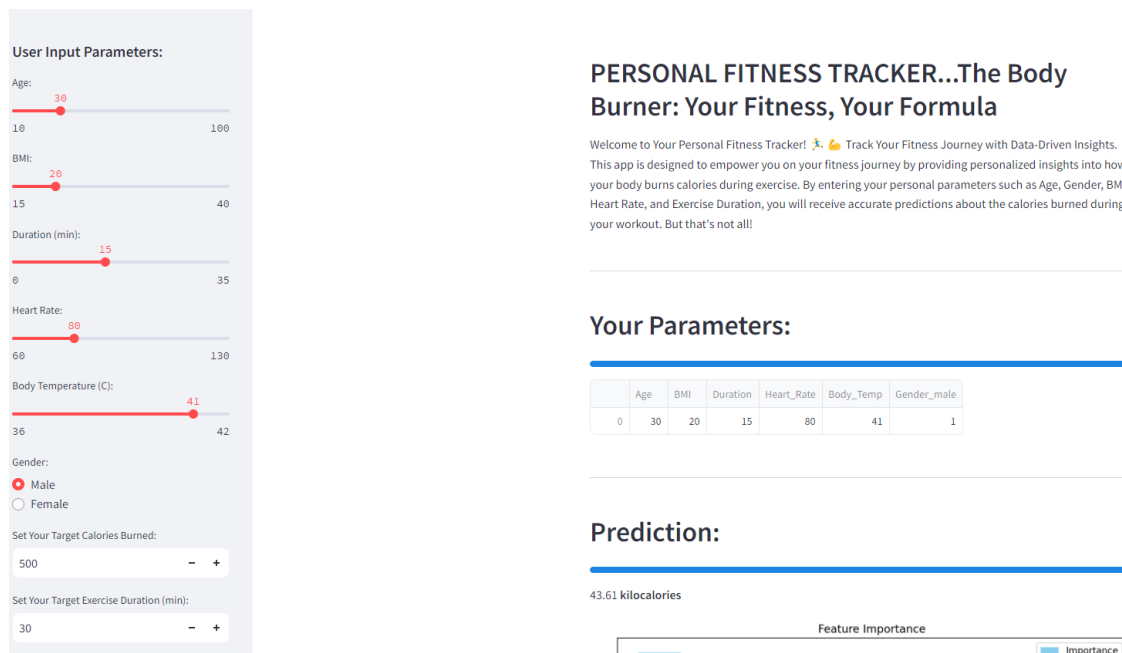 User Input Parameters:
Age:
30
10 100
BMI:
20
15 40
Duration (min):
15
0 35
Heart Rate:
80
60 130
Body Temperature (C):
41
36 42
Gender:
Male
Female
Set Your Target Calories Burned:
500 − +
Set Your Target Exercise Duration (min):
30 − +
PERSONAL FITNESS TRACKER...The Body
Burner: Your Fitness, Your Formula
Welcome to Your Personal Fitness Tracker! 🏃‍♂️ 💪 Track Your Fitness Journey with Data-Driven Insights.
This app is designed to empower you on your fitness journey by providing personalized insights into how
your body burns calories during exercise. By entering your personal parameters such as Age, Gender, BM
Heart Rate, and Exercise Duration, you will receive accurate predictions about the calories burned during
your workout. But that's not all!
Your Parameters:
Age BMI Duration Heart_Rate Body_Temp Gender_male
0 30 20 15 80 41 1
Prediction:
43.61 kilocalories
Feature Importance
Importance